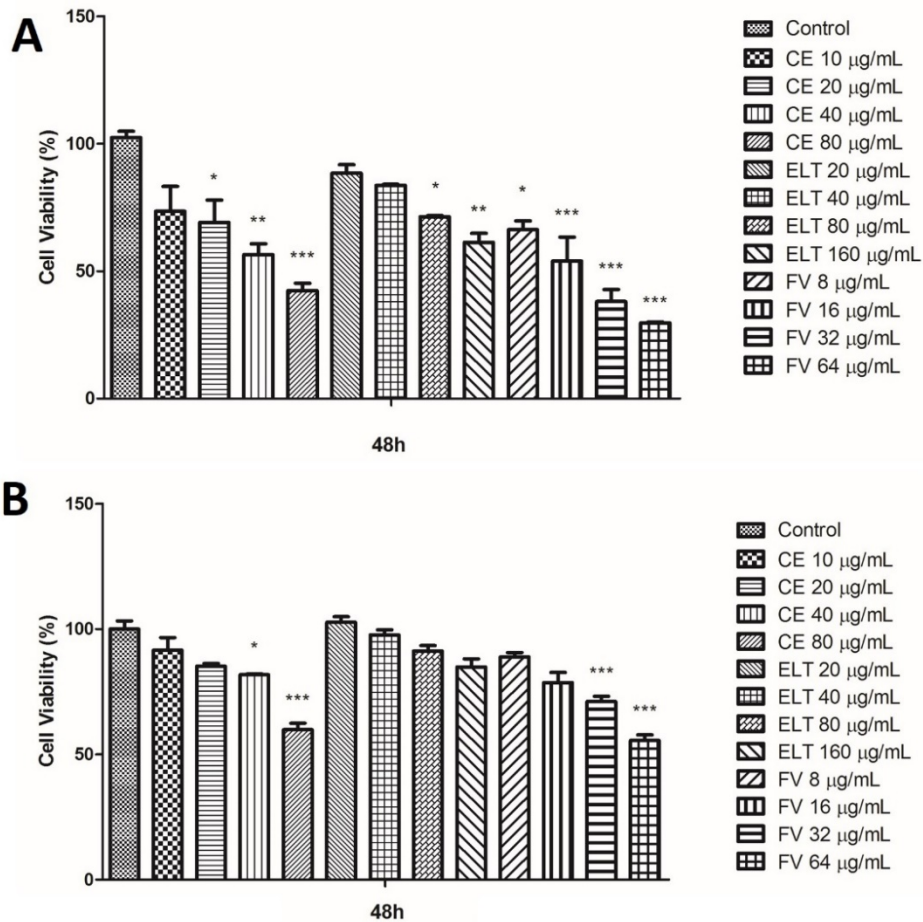 A
150
100
50
0
Cell Viability (%)
*
**
***
*
**
*
***
***
***
48h
Control
CE 10 μg/mL
CE 20 μg/mL
CE 40 μg/mL
CE 80 μg/mL
ELT 20 μg/mL
ELT 40 μg/mL
ELT 80 μg/mL
ELT 160 μg/mL
FV 8 μg/mL
FV 16 μg/mL
FV 32 μg/mL
FV 64 μg/mL
B
150
100
50
0
Cell Viability (%)
*
***
***
***
48h
Control
CE 10 μg/mL
CE 20 μg/mL
CE 40 μg/mL
CE 80 μg/mL
ELT 20 μg/mL
ELT 40 μg/mL
ELT 80 μg/mL
ELT 160 μg/mL
FV 8 μg/mL
FV 16 μg/mL
FV 32 μg/mL
FV 64 μg/mL